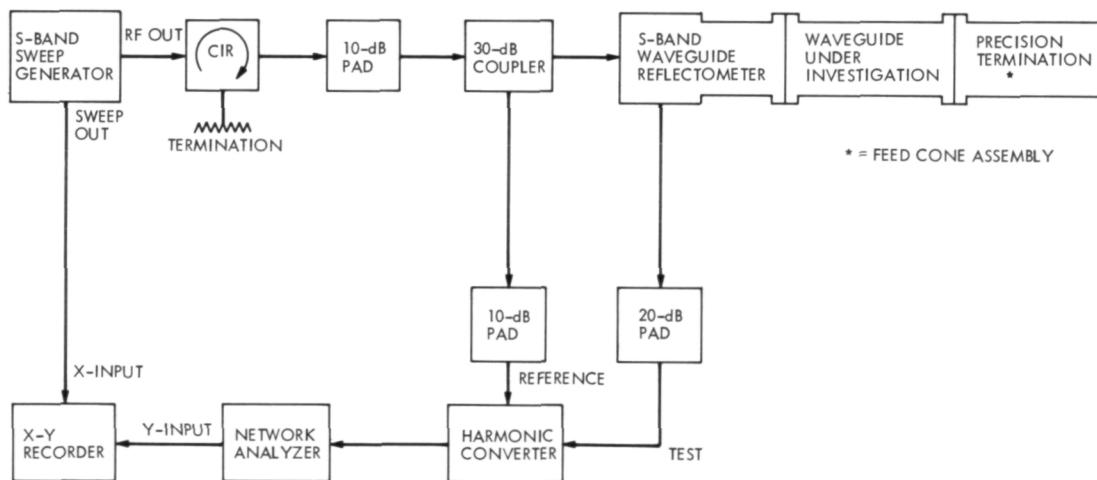 S-BAND
SWEEP
GENERATOR
RF OUT
CIR
10-dB
PAD
30-dB
COUPLER
S-BAND
WAVEGUIDE
REFLECTOMETER
WAVEGUIDE
UNDER
INVESTIGATION
PRECISION
TERMINATION
*
SWEEP
OUT
TERMINATION
* = FEED CONE ASSEMBLY
10-dB
PAD
20-dB
PAD
X-INPUT
REFERENCE
X-Y
RECORDER
Y-INPUT
NETWORK
ANALYZER
HARMONIC
CONVERTER
TEST